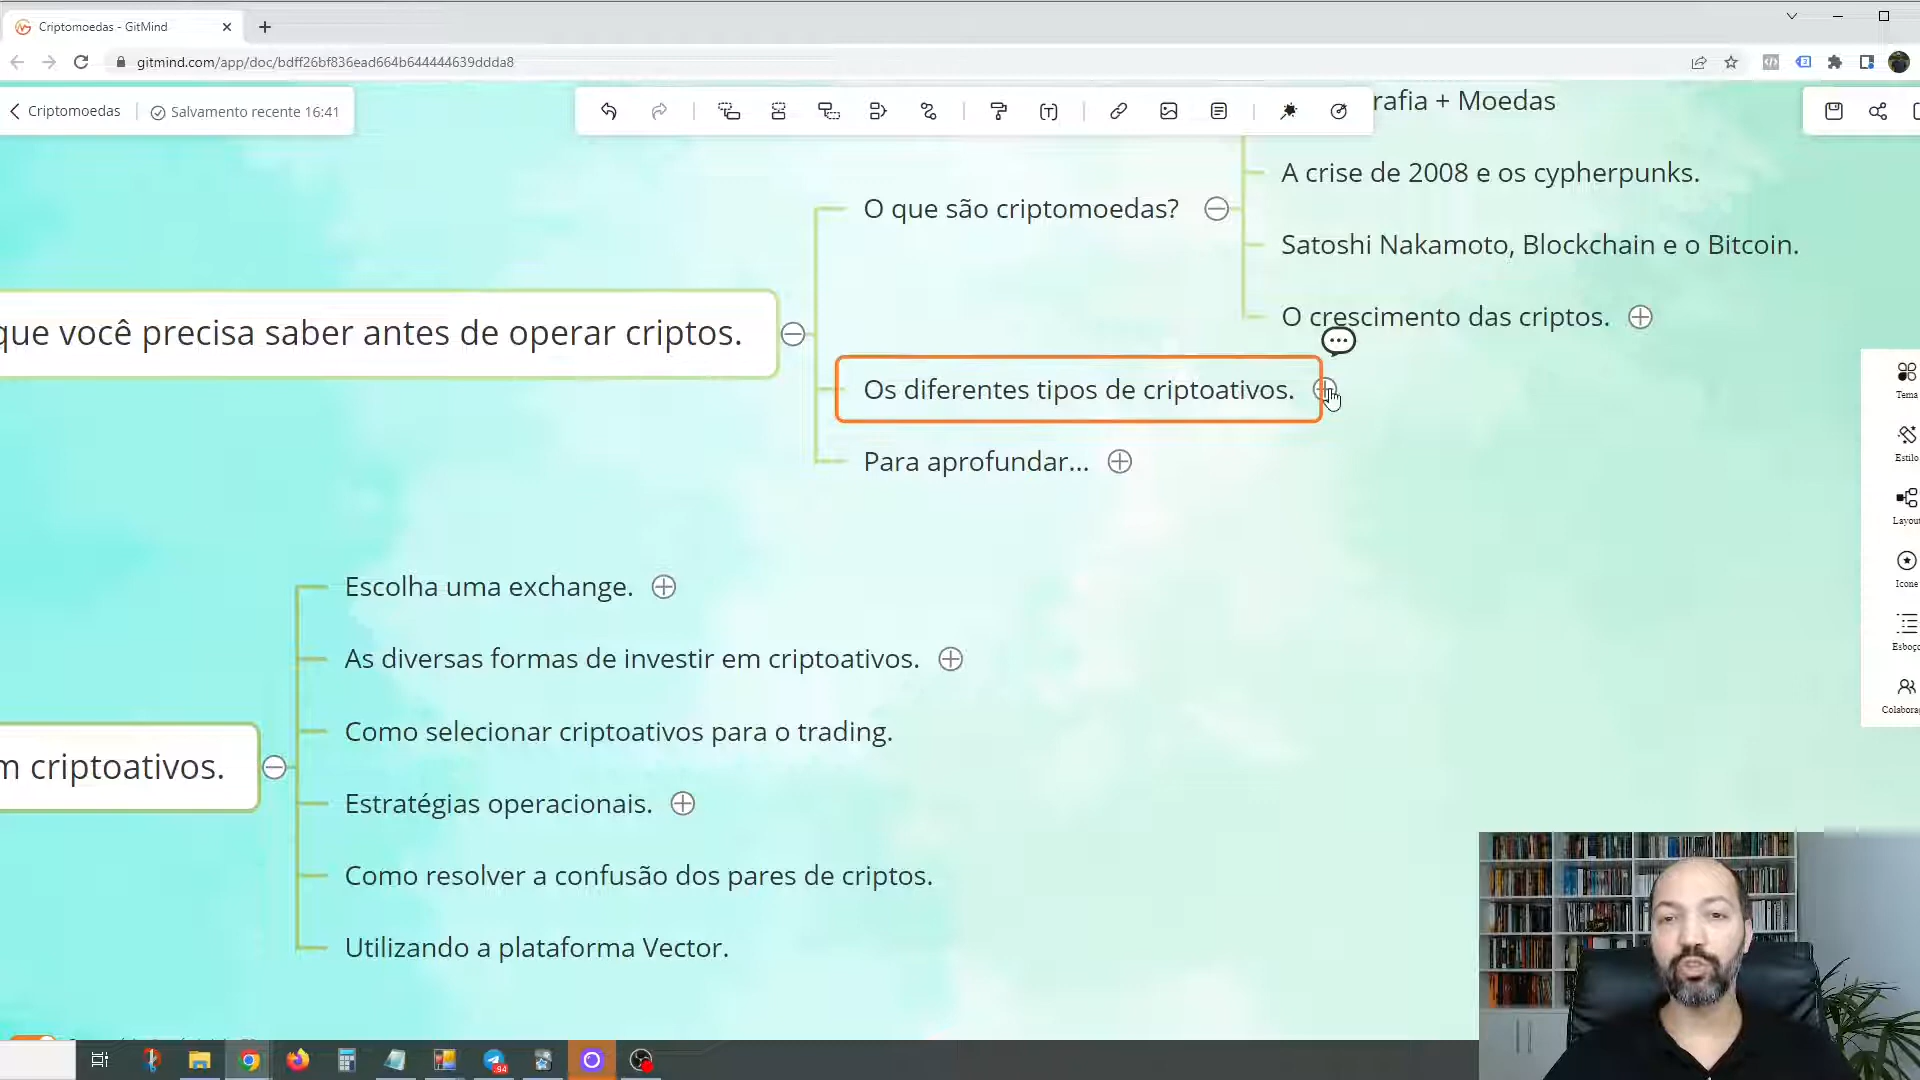 Criptomoedas - GitMind
gitmind.com/app/doc/bdff26bf836ead664b644444639ddda8
Criptomoedas
Salvamento recente 16:41
rafia + Moedas
A crise de 2008 e os cypherpunks.
O que são criptomoedas?
Satoshi Nakamoto, Blockchain e o Bitcoin.
que você precisa saber antes de operar criptos.
O crescimento das criptos.
Os diferentes tipos de criptoativos.
Para aprofundar...
Tema
Estilo
Layout
Ícone
Esboço
Colabora
Escolha uma exchange.
As diversas formas de investir em criptoativos.
Como selecionar criptoativos para o trading.
m criptoativos.
Estratégias operacionais.
Como resolver a confusão dos pares de criptos.
Utilizando a plataforma Vector.
94